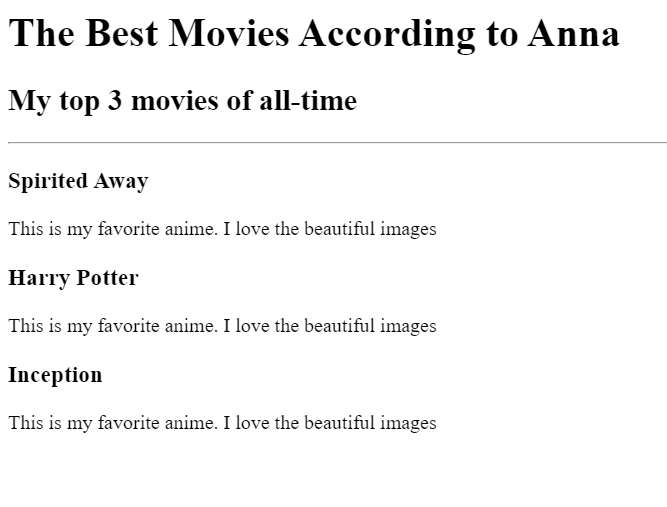 The Best Movies According to Anna
My top 3 movies of all-time
Spirited Away
This is my favorite anime. I love the beautiful images
Harry Potter
This is my favorite anime. I love the beautiful images
Inception
This is my favorite anime. I love the beautiful images